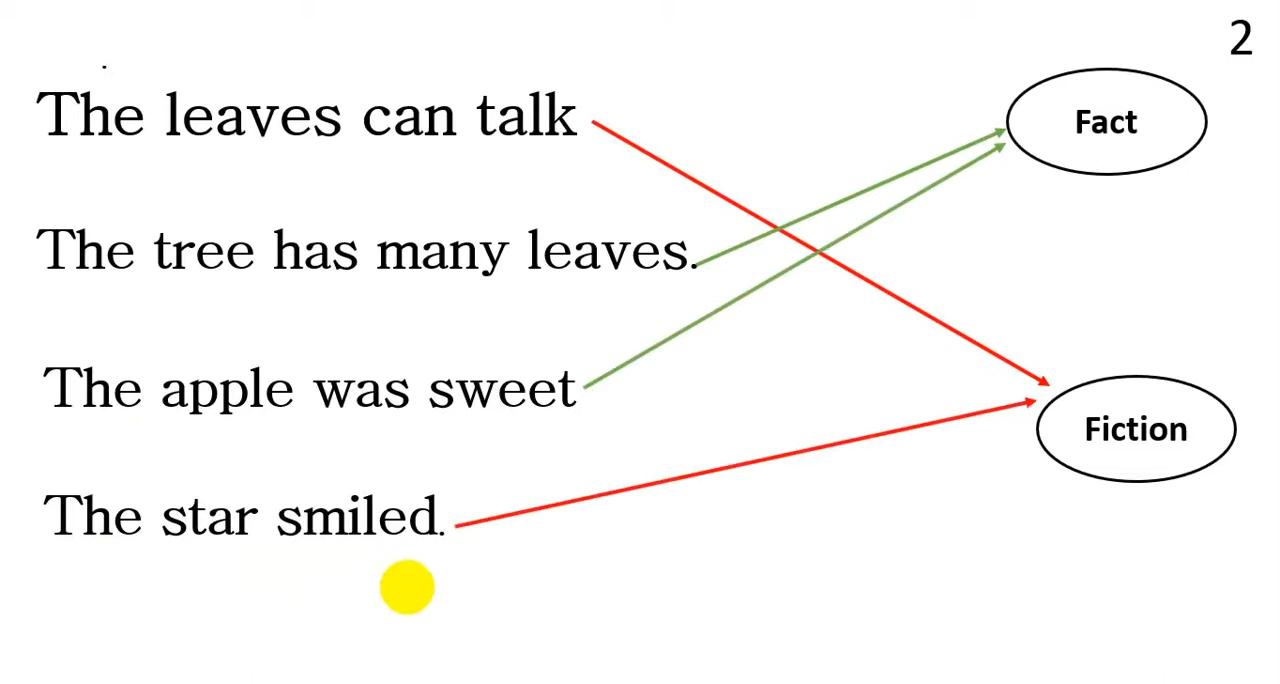 2
The leaves can talk
Fact
The tree has many leaves.
The apple was sweet
Fiction
The star smiled.